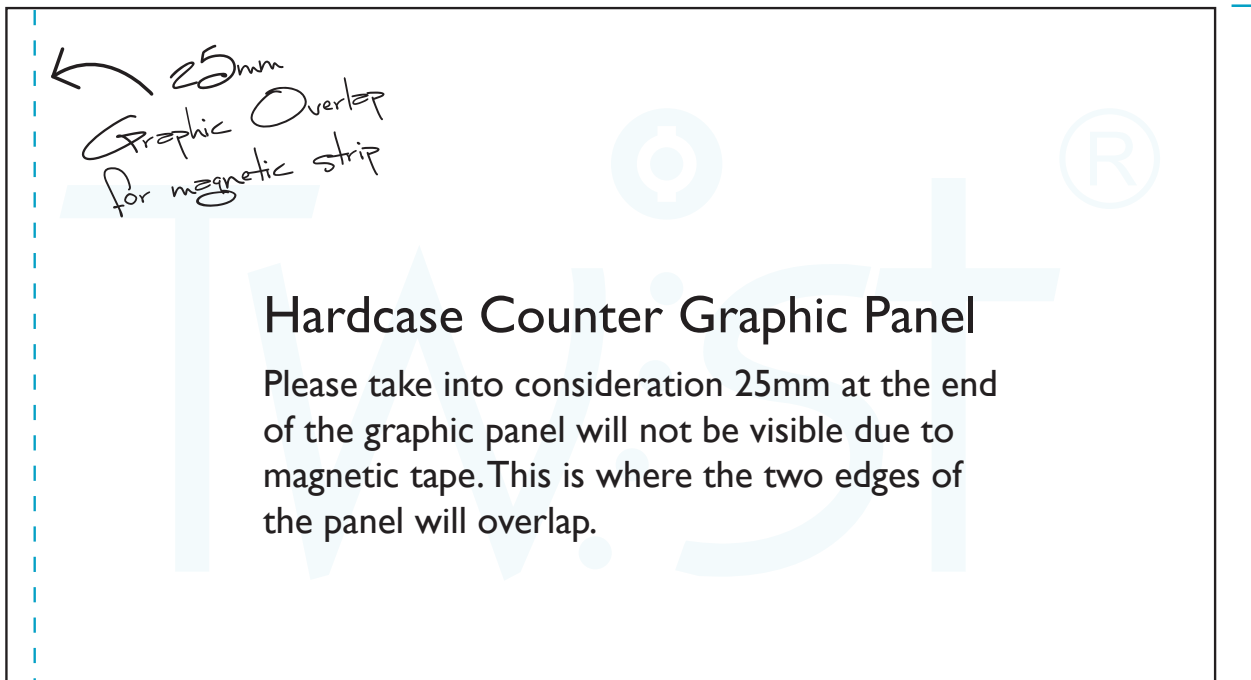 25mm
Graphic Overlap
for magnetic strip
Twist ®
Hardcase Counter Graphic Panel
Please take into consideration 25mm at the end
of the graphic panel will not be visible due to
magnetic tape. This is where the two edges of
the panel will overlap.